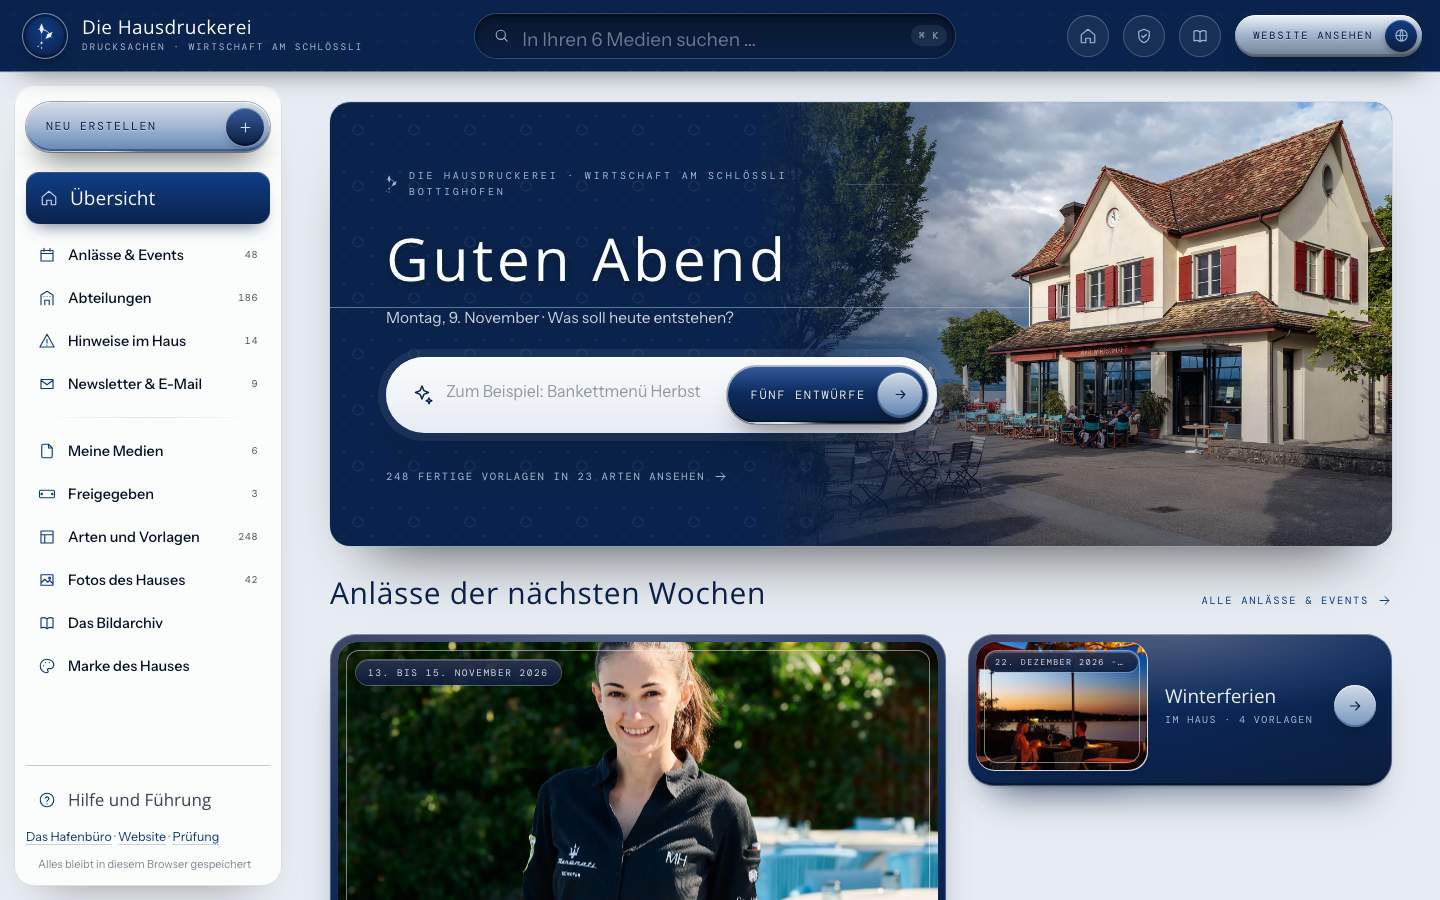 Die Hausdruckerei
DRUCKSACHEN · WIRTSCHAFT AM SCHLÖSSLI
In Ihren 6 Medien suchen ...
⌘ K
WEBSITE ANSEHEN
NEU ERSTELLEN
Übersicht
Anlässe & Events 48
Abteilungen 186
Hinweise im Haus 14
Newsletter & E-Mail 9
Meine Medien 6
Freigegeben 3
Arten und Vorlagen 248
Fotos des Hauses 42
Das Bildarchiv
Marke des Hauses
Hilfe und Führung
Das Hafenbüro · Website · Prüfung
Alles bleibt in diesem Browser gespeichert
DIE HAUSDRUCKEREI · WIRTSCHAFT AM SCHLÖSSLI
BOTTIGHOFEN
Guten Abend
Montag, 9. November · Was soll heute entstehen?
Zum Beispiel: Bankettmenü Herbst
FÜNF ENTWÜRFE
248 FERTIGE VORLAGEN IN 23 ARTEN ANSEHEN
Anlässe der nächsten Wochen
ALLE ANLÄSSE & EVENTS
13. BIS 15. NOVEMBER 2026
Maserati
MH
22. DEZEMBER 2026 –…
Winterferien
IM HAUS · 4 VORLAGEN